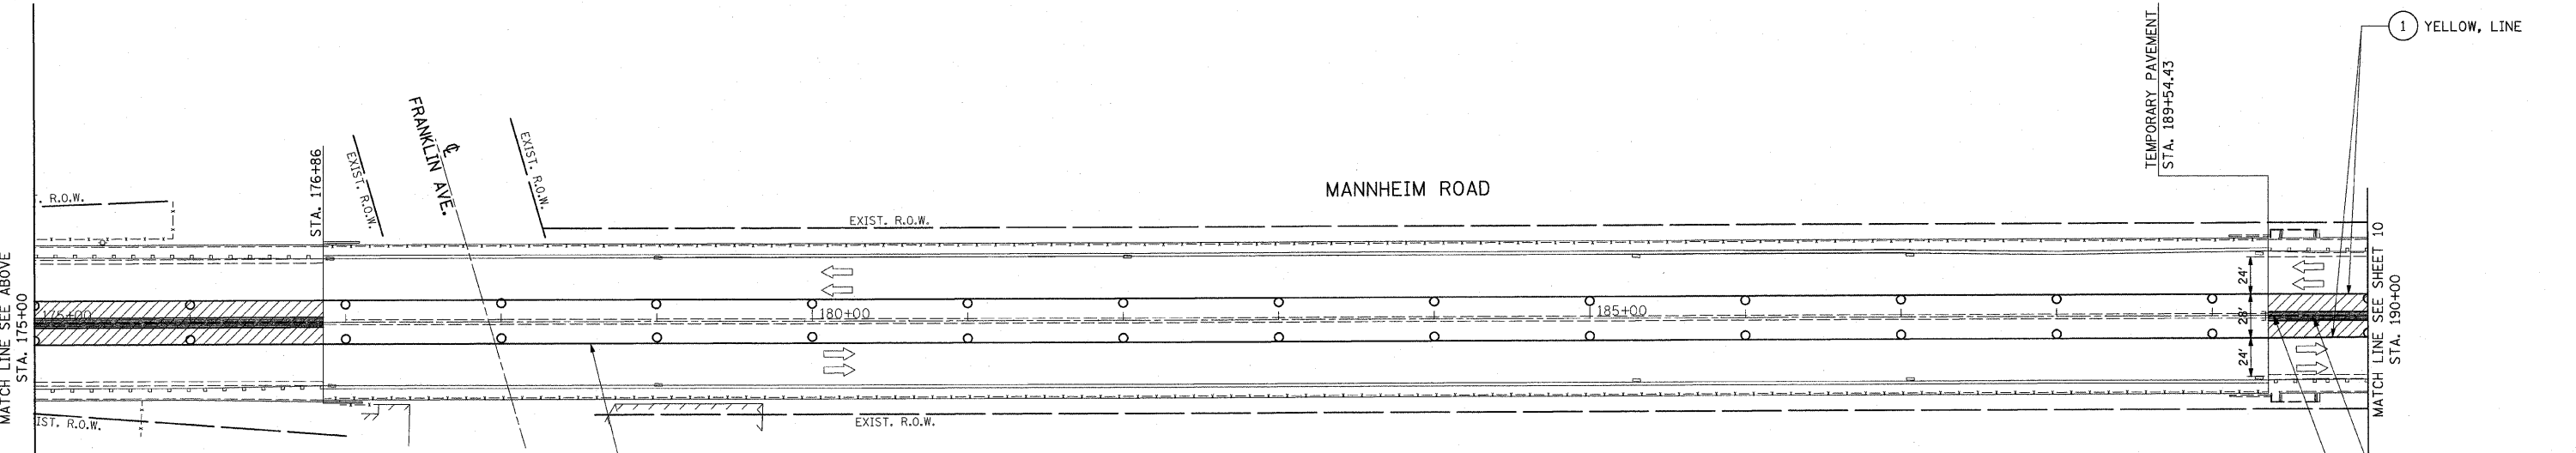 1 YELLOW, LINE
TEMPORARY PAVEMENT
STA. 189+54.43
FRANKLIN AVE.
℄
EXIST. R.O.W.
EXIST. R.O.W.
STA. 176+86
MANNHEIM ROAD
. R.O.W.
EXIST. R.O.W.
MATCH LINE SEE ABOVE
STA. 175+00
175+00
180+00
185+00
24'
28'
24'
MATCH LINE SEE SHEET 10
STA. 190+00
IST. R.O.W.
EXIST. R.O.W.